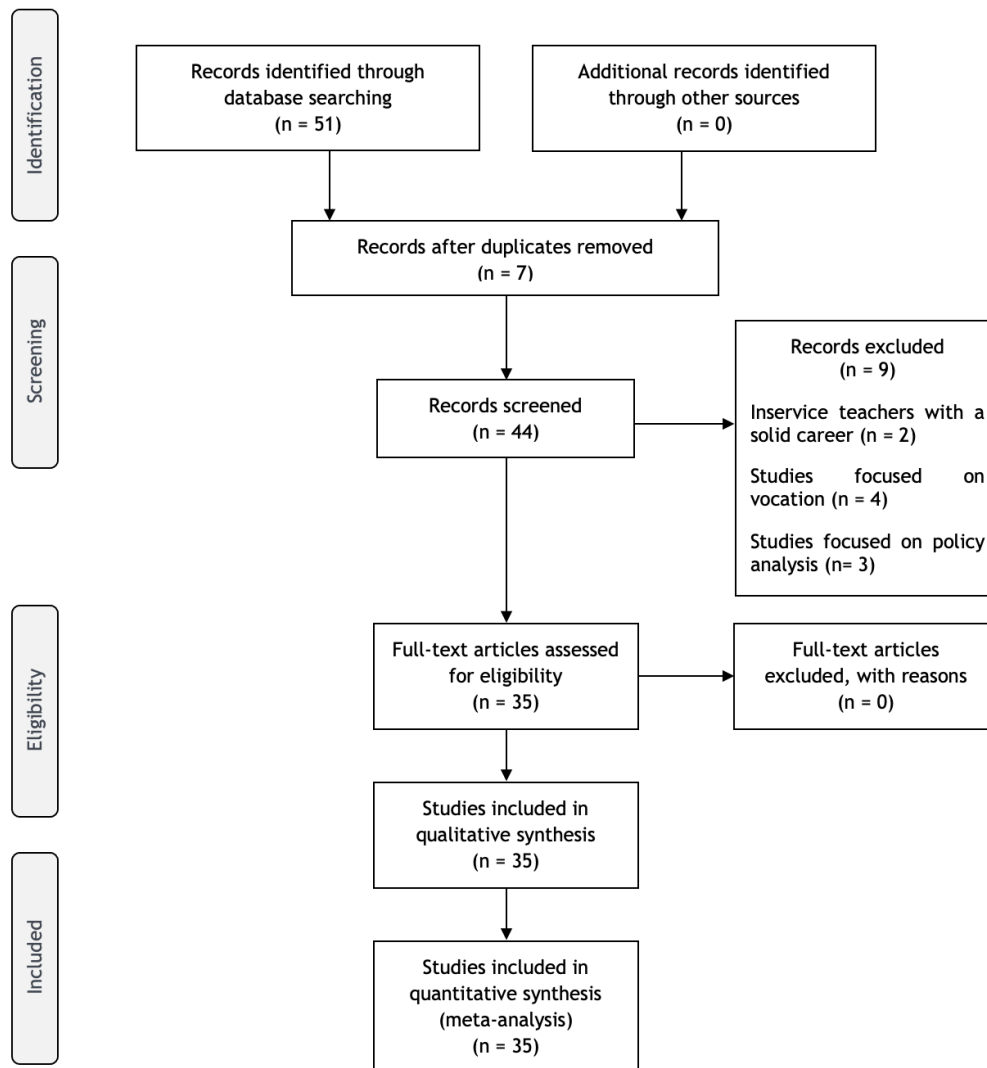 Identification
Records identified through
database searching
(n = 51)
Additional records identified
through other sources
(n = 0)
Records after duplicates removed
(n = 7)
Screening
Records screened
(n = 44)
Records excluded
(n = 9)
Inservice teachers with a
solid career (n = 2)
Studies focused on
vocation (n = 4)
Studies focused on policy
analysis (n= 3)
Eligibility
Full-text articles assessed
for eligibility
(n = 35)
Full-text articles
excluded, with reasons
(n = 0)
Studies included in
qualitative synthesis
(n = 35)
Included
Studies included in
quantitative synthesis
(meta-analysis)
(n = 35)